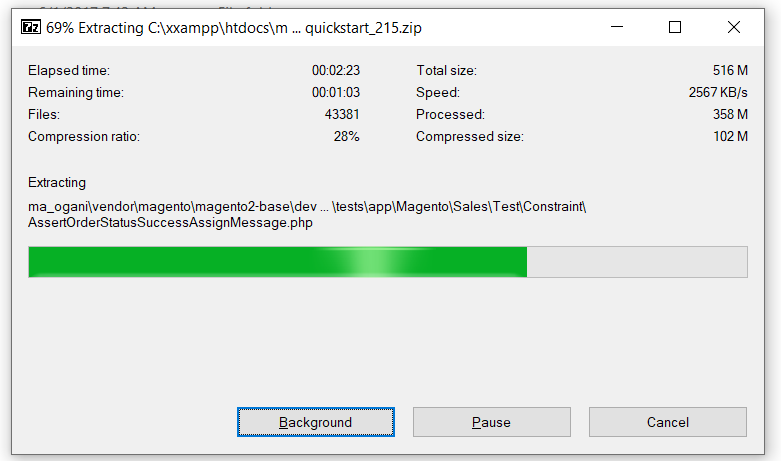 69% Extracting C:\xxampp\htdocs\m ... quickstart_215.zip
Elapsed time: 00:02:23 Total size: 516 M
Remaining time: 00:01:03 Speed: 2567 KB/s
Files: 43381 Processed: 358 M
Compression ratio: 28% Compressed size: 102 M
Extracting
ma_ogani\vendor\magento\magento2-base\dev ... \tests\app\Magento\Sales\Test\Constraint\
AssertOrderStatusSuccessAssignMessage.php
Background Pause Cancel